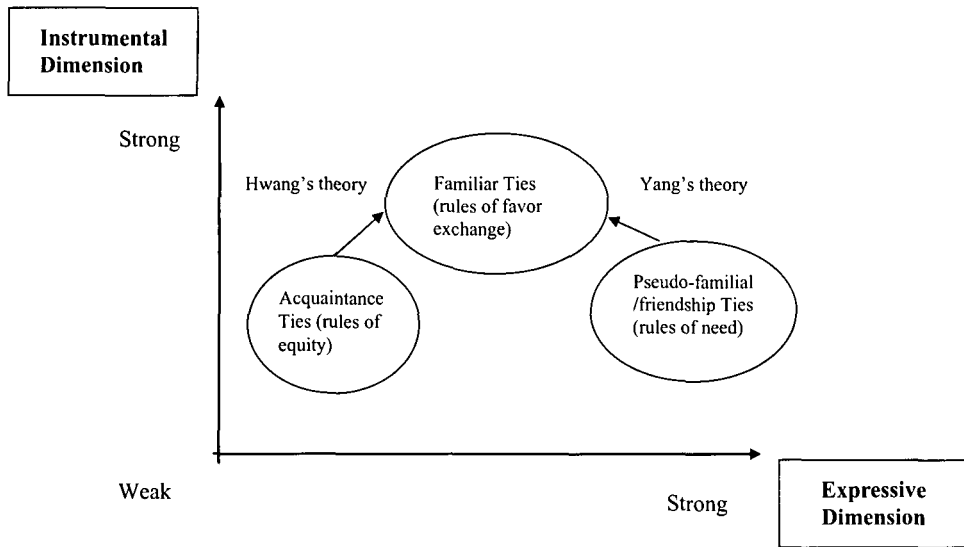 Instrumental
Dimension
Strong
Hwang's theory
Familiar Ties
(rules of favor
exchange)
Yang's theory
Acquaintance
Ties (rules of
equity)
Pseudo-familial
/friendship Ties
(rules of need)
Weak
Strong
Expressive
Dimension